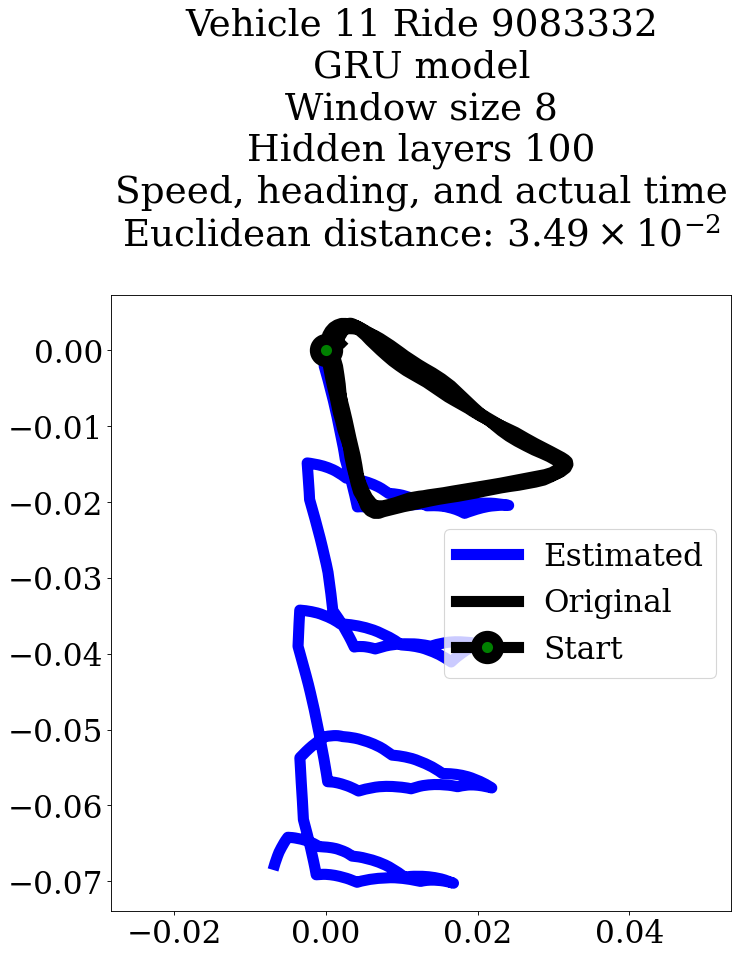 Vehicle 11 Ride 9083332
GRU model
Window size 8
Hidden layers 100
Speed, heading, and actual time
Euclidean distance: 3.49 × 10⁻²
0.00
−0.01
−0.02
−0.03
−0.04
−0.05
−0.06
−0.07
Estimated
Original
Start
−0.02 0.00 0.02 0.04